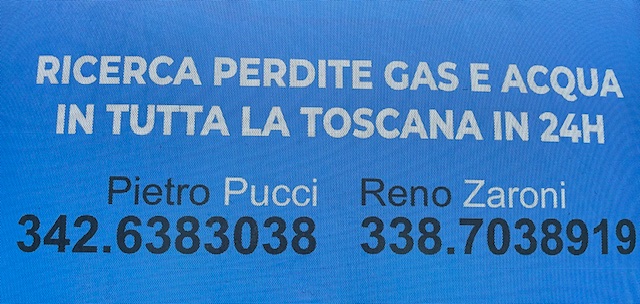 RICERCA PERDITE GAS E ACQUA
IN TUTTA LA TOSCANA IN 24H
Pietro Pucci Reno Zaroni
342.6383038 338.7038919